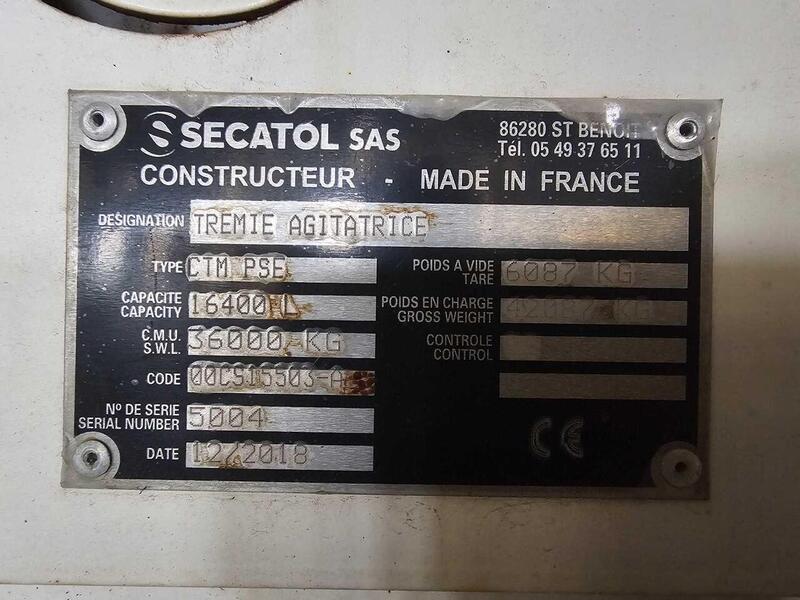 SECATOL SAS
86280 ST BENOIT
Tél. 05 49 37 65 11
CONSTRUCTEUR - MADE IN FRANCE
DESIGNATION TREMIE AGITATRICE
TYPE CTM PSE
POIDS A VIDE
TARE
6087 KG
CAPACITE
CAPACITY
16400 L
POIDS EN CHARGE
GROSS WEIGHT
KG
C.M.U.
S.W.L.
36000 KG
CONTROLE
CONTROL
CODE 00CS15503-A
Nº DE SERIE
SERIAL NUMBER
5004
DATE 12/2018
CE